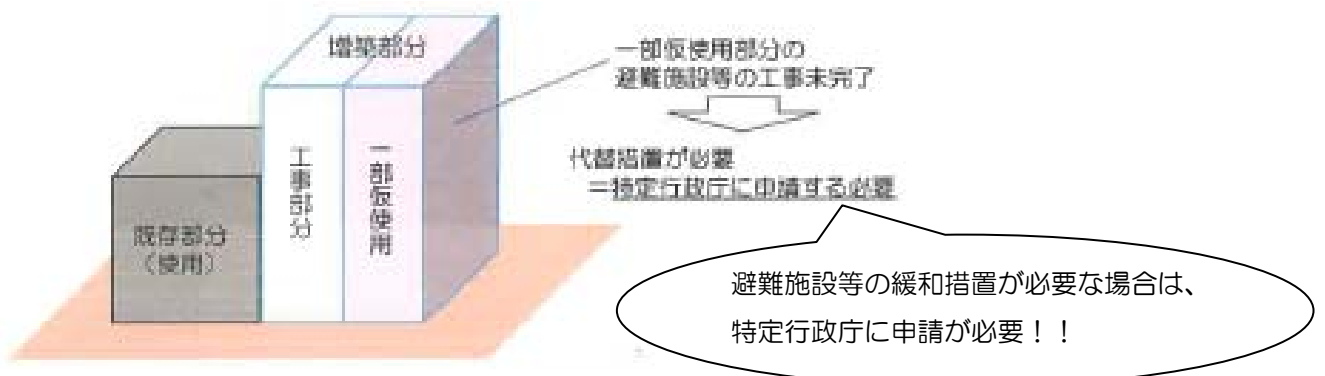 増築部分
一部仮使用部分の
避難施設等の工事未完了
代替措置が必要
=特定行政庁に申請する必要
工事部分
一部仮使用
既存部分
(使用)
避難施設等の緩和措置が必要な場合は、
特定行政庁に申請が必要！！